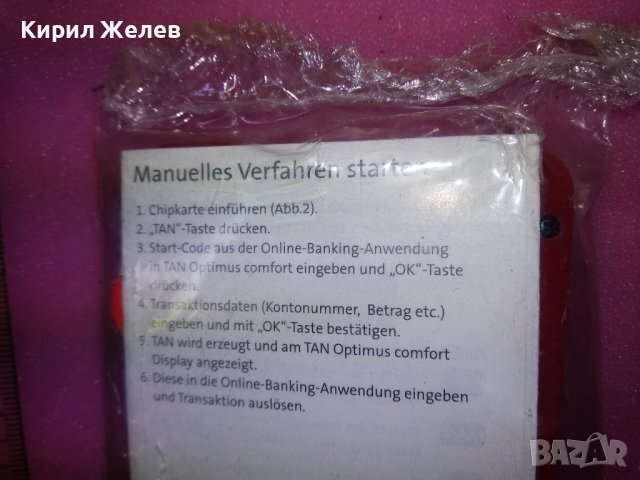 Кирил Желев
Manuelles Verfahren starten
1. Chipkarte einführen (Abb.2).
2. „TAN“-Taste drücken.
3. Start-Code aus der Online-Banking-Anwendung
in TAN Optimus comfort eingeben und „OK“-Taste
drücken.
4. Transaktionsdaten (Kontonummer, Betrag etc.)
eingeben und mit „OK“-Taste bestätigen.
5. TAN wird erzeugt und am TAN Optimus comfort
Display angezeigt.
6. Diese in die Online-Banking-Anwendung eingeben
und Transaktion auslösen.
BAZAR